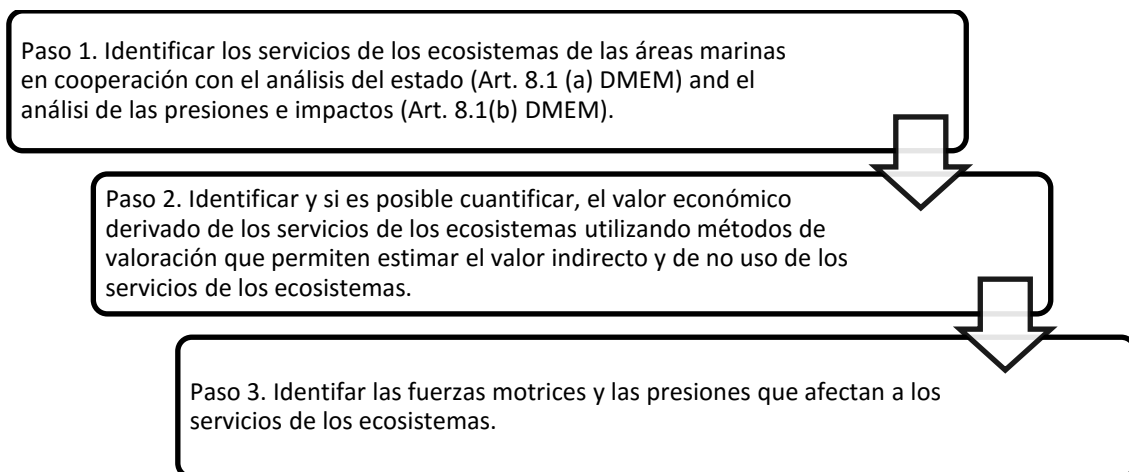 Paso 1. Identificar los servicios de los ecosistemas de las áreas marinas
en cooperación con el análisis del estado (Art. 8.1 (a) DMEM) and el
análisi de las presiones e impactos (Art. 8.1(b) DMEM).
Paso 2. Identificar y si es posible cuantificar, el valor económico
derivado de los servicios de los ecosistemas utilizando métodos de
valoración que permiten estimar el valor indirecto y de no uso de los
servicios de los ecosistemas.
Paso 3. Identifar las fuerzas motrices y las presiones que afectan a los
servicios de los ecosistemas.